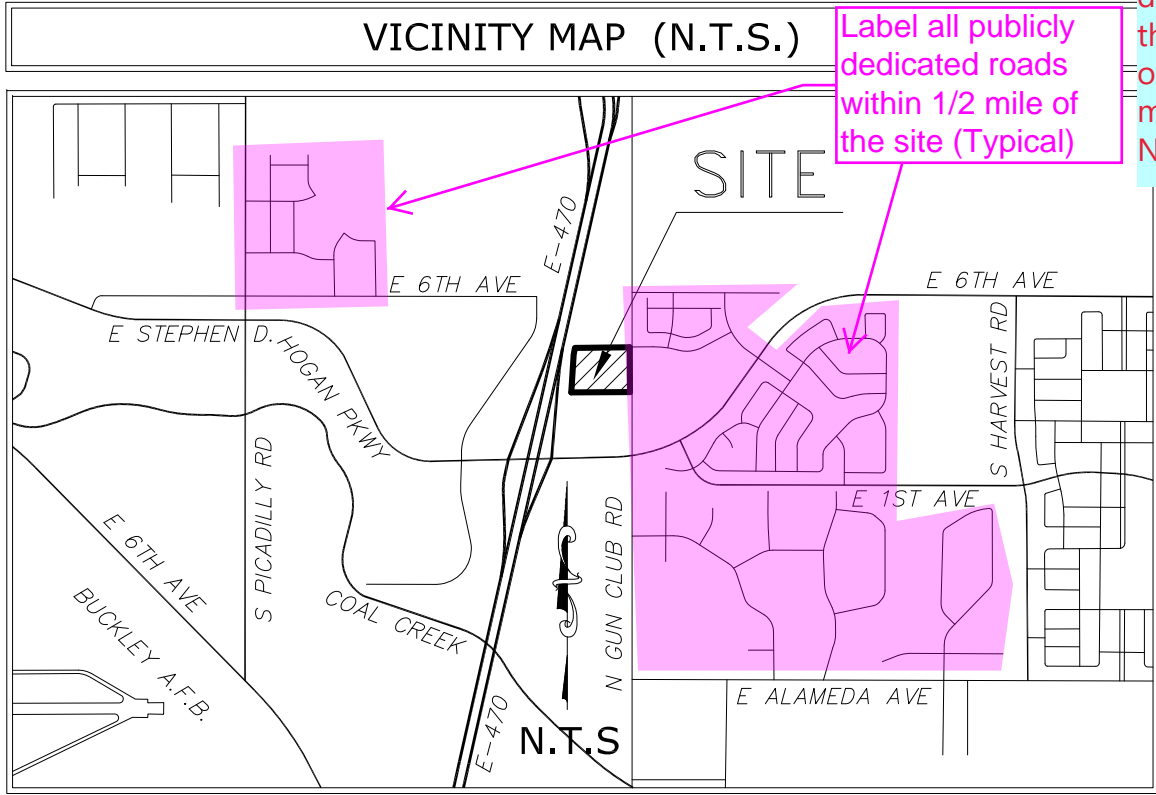 VICINITY MAP (N.T.S.)
Label all publicly
dedicated roads
within 1/2 mile of
the site (Typical)
SITE
E-470
E 6TH AVE
E 6TH AVE
E STEPHEN D. HOGAN PKWY
S HARVEST RD
S PICADILLY RD
N GUN CLUB RD
E 1ST AVE
E 6TH AVE
BUCKLEY A.F.B.
COAL CREEK
E ALAMEDA AVE
E-470
N.T.S